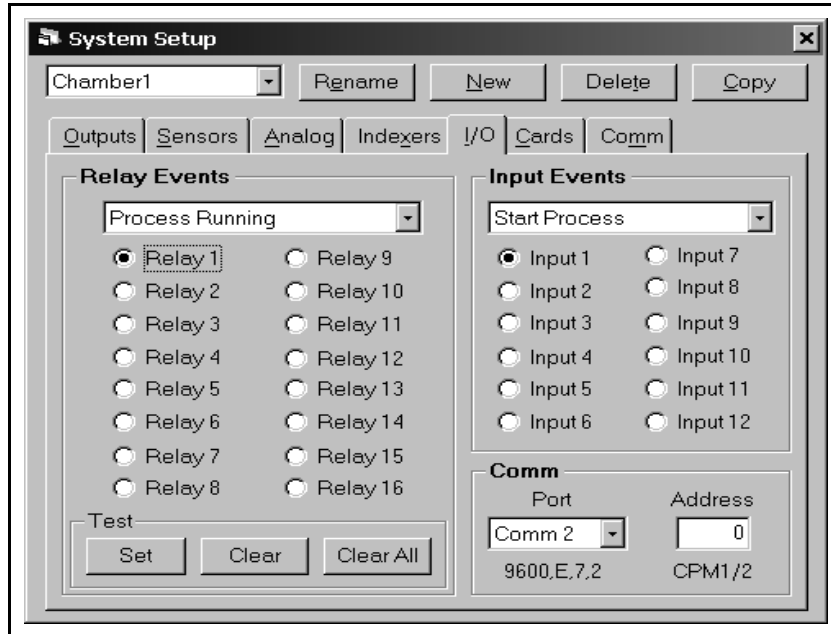 System Setup
Chamber1 Rename New Delete Copy
Outputs Sensors Analog Indexers I/O Cards Comm
Relay Events
Process Running
Relay 1 Relay 9
Relay 2 Relay 10
Relay 3 Relay 11
Relay 4 Relay 12
Relay 5 Relay 13
Relay 6 Relay 14
Relay 7 Relay 15
Relay 8 Relay 16
Test
Set Clear Clear All
Input Events
Start Process
Input 1 Input 7
Input 2 Input 8
Input 3 Input 9
Input 4 Input 10
Input 5 Input 11
Input 6 Input 12
Comm
Port Address
Comm 2 0
9600,E,7,2 CPM1/2